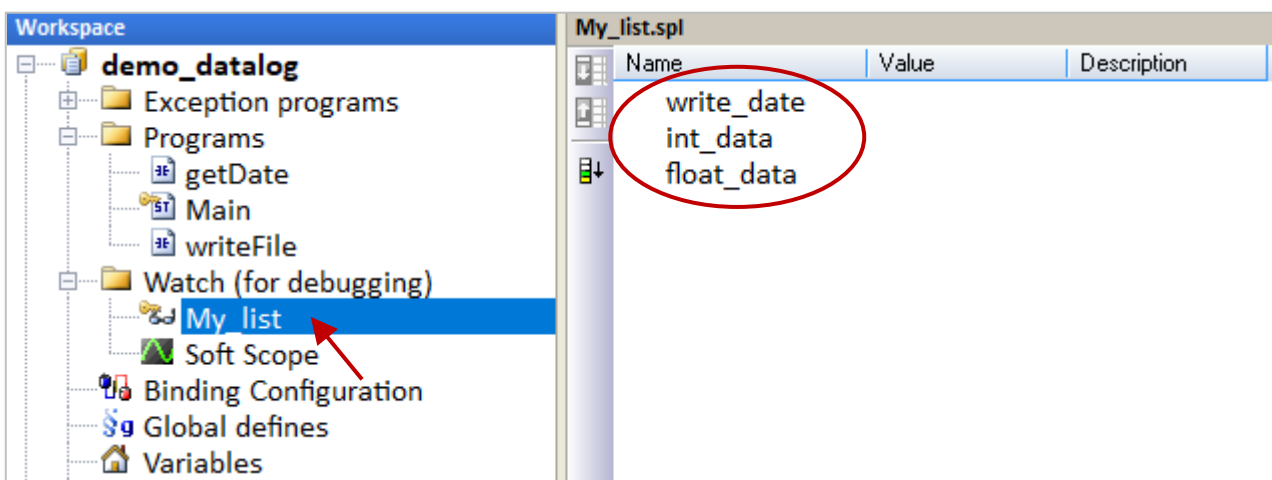 Workspace
demo_datalog
Exception programs
Programs
getDate
Main
writeFile
Watch (for debugging)
My_list
Soft Scope
Binding Configuration
Global defines
Variables
My_list.spl
Name Value Description
write_date
int_data
float_data